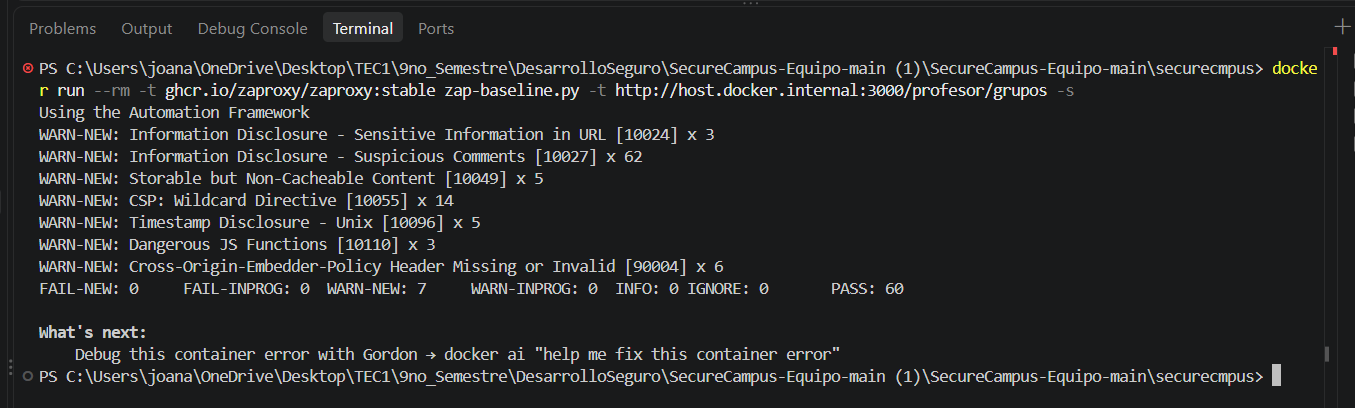 Problems Output Debug Console Terminal Ports
PS C:\Users\joana\OneDrive\Desktop\TEC1\9no_Semestre\DesarrolloSeguro\SecureCampus-Equipo-main (1)\SecureCampus-Equipo-main\securecmpus> docke
r run --rm -t ghcr.io/zaproxy/zaproxy:stable zap-baseline.py -t http://host.docker.internal:3000/profesor/grupos -s
Using the Automation Framework
WARN-NEW: Information Disclosure - Sensitive Information in URL [10024] x 3
WARN-NEW: Information Disclosure - Suspicious Comments [10027] x 62
WARN-NEW: Storable but Non-Cacheable Content [10049] x 5
WARN-NEW: CSP: Wildcard Directive [10055] x 14
WARN-NEW: Timestamp Disclosure - Unix [10096] x 5
WARN-NEW: Dangerous JS Functions [10110] x 3
WARN-NEW: Cross-Origin-Embedder-Policy Header Missing or Invalid [90004] x 6
FAIL-NEW: 0 FAIL-INPROG: 0 WARN-NEW: 7 WARN-INPROG: 0 INFO: 0 IGNORE: 0 PASS: 60
What's next:
Debug this container error with Gordon → docker ai "help me fix this container error"
PS C:\Users\joana\OneDrive\Desktop\TEC1\9no_Semestre\DesarrolloSeguro\SecureCampus-Equipo-main (1)\SecureCampus-Equipo-main\securecmpus>